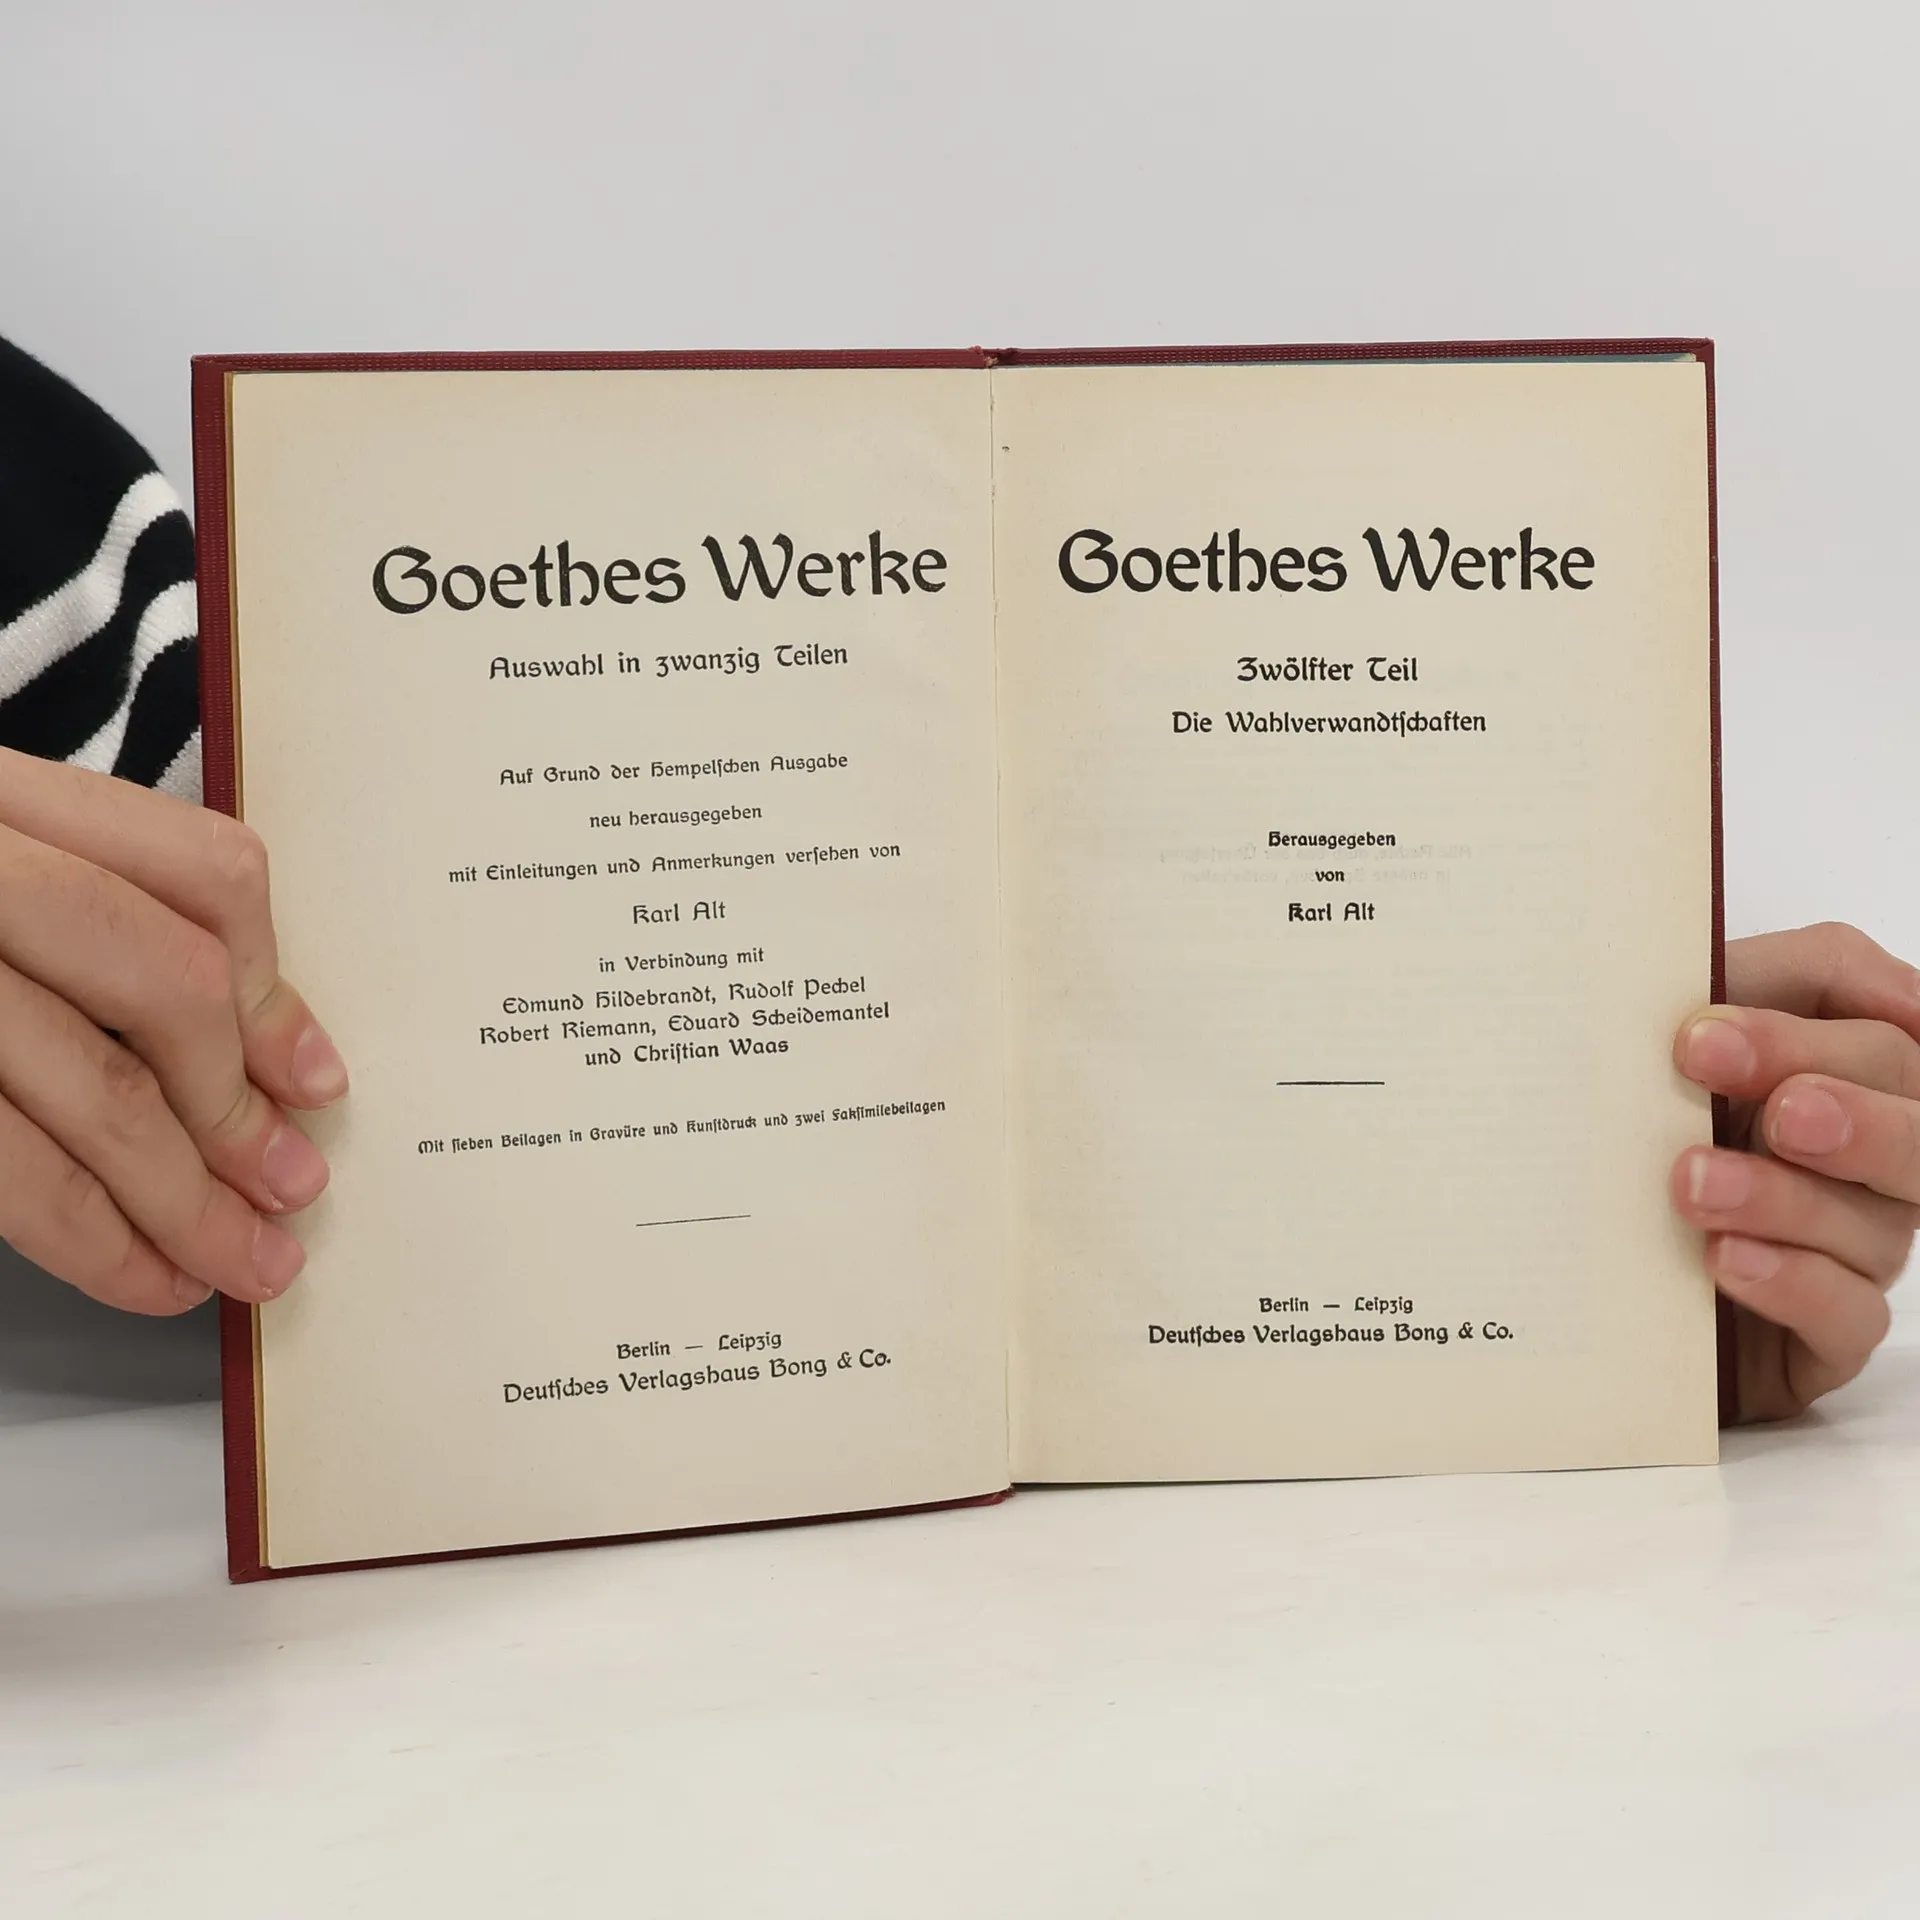 Goethes Werke
Auswahl in zwanzig Teilen
Auf Grund der Hempelſchen Ausgabe
neu herausgegeben
mit Einleitungen und Anmerkungen verſehen von
Karl Alt
in Verbindung mit
Edmund Hildebrandt, Rudolf Pechel
Robert Riemann, Eduard Scheidemantel
und Chriſtian Waas
Mit ſieben Beilagen in Gravüre und Kunſtdruck und zwei Fakſimilebeilagen
Berlin — Leipzig
Deutſches Verlagshaus Bong & Co.
Goethes Werke
Zwölfter Teil
Die Wahlverwandtſchaften
Herausgegeben
von
Karl Alt
Berlin — Leipzig
Deutſches Verlagshaus Bong & Co.